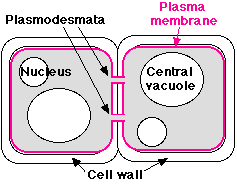 Plasma
membrane
Plasmodesmata
Nucleus
Central
vacuole
Cell wall